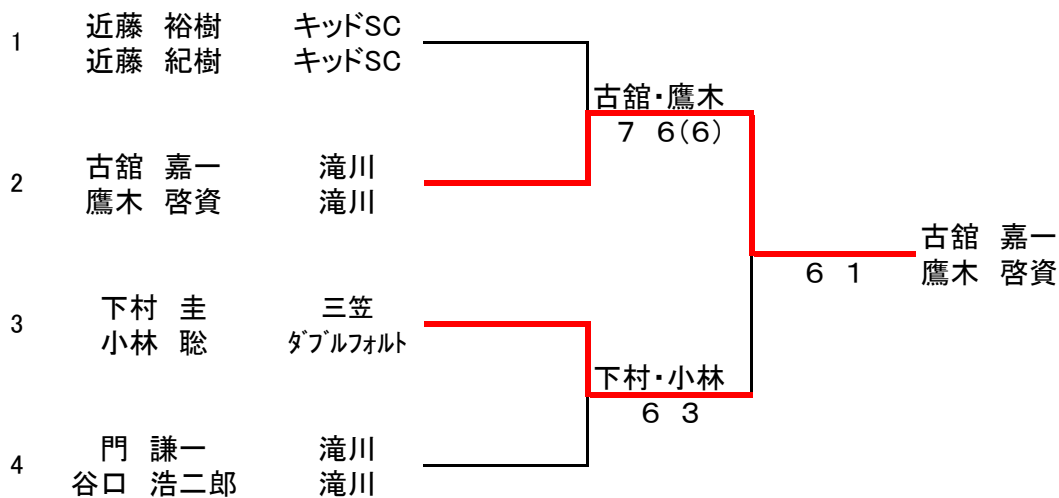 近藤 裕樹 キッドSC
1
近藤 紀樹 キッドSC
古舘・鷹木
7 6(6)
古舘 嘉一 滝川
2
鷹木 啓資 滝川
古舘 嘉一
6 1
鷹木 啓資
下村 圭 三笠
3
小林 聡 ﾀﾞﾌﾞﾙﾌｫﾙﾄ
下村・小林
6 3
門 謙一 滝川
4
谷口 浩二郎 滝川